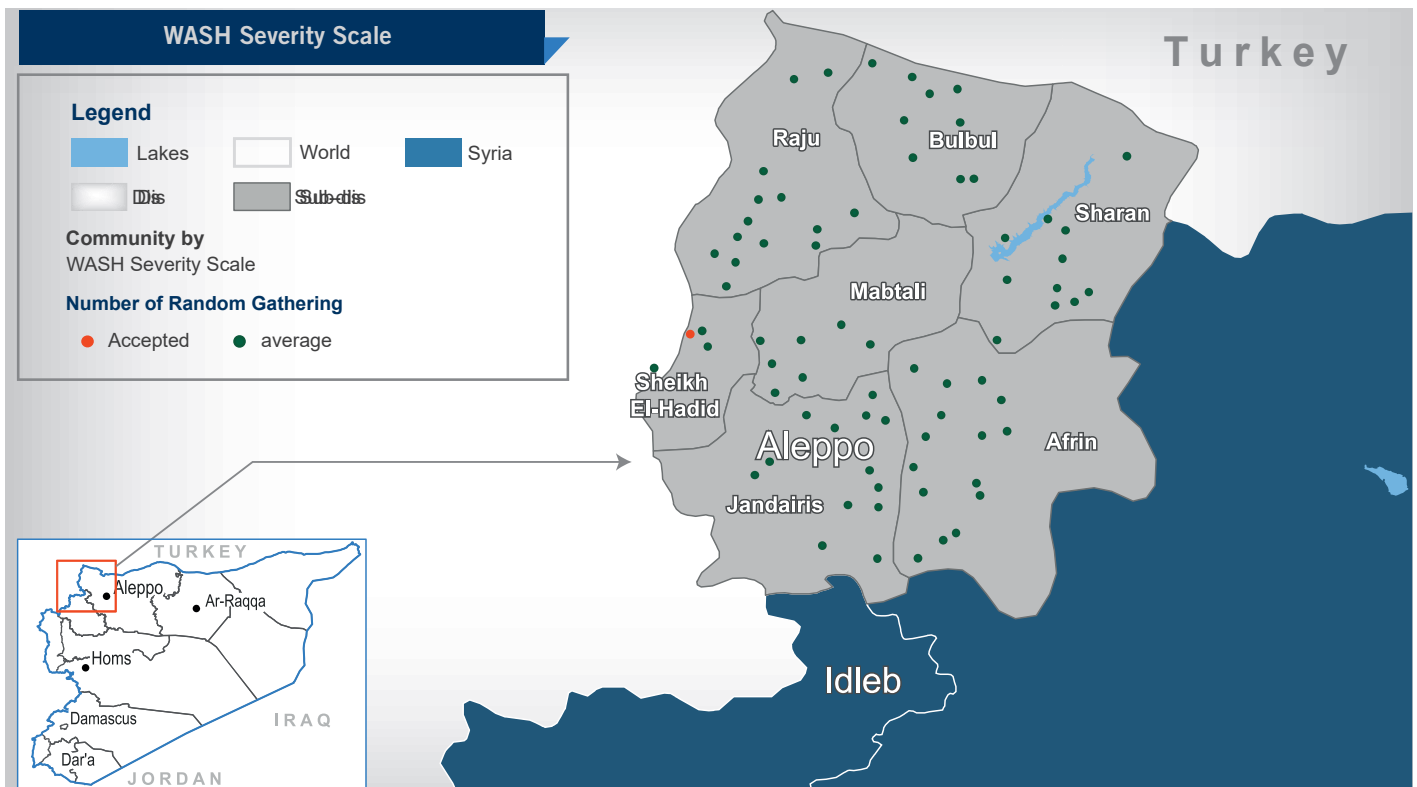 WASH Severity Scale
Turkey
Legend
Lakes
World
Syria
Community by
WASH Severity Scale
Number of Random Gathering
Accepted
average
Raju
Bulbul
Sharan
Mabtali
Sheikh
El-Hadid
Aleppo
Afrin
Jandairis
Idleb
TURKEY
Aleppo
Ar-Raqqa
Homs
Damascus
IRAQ
Dar'a
JORDAN